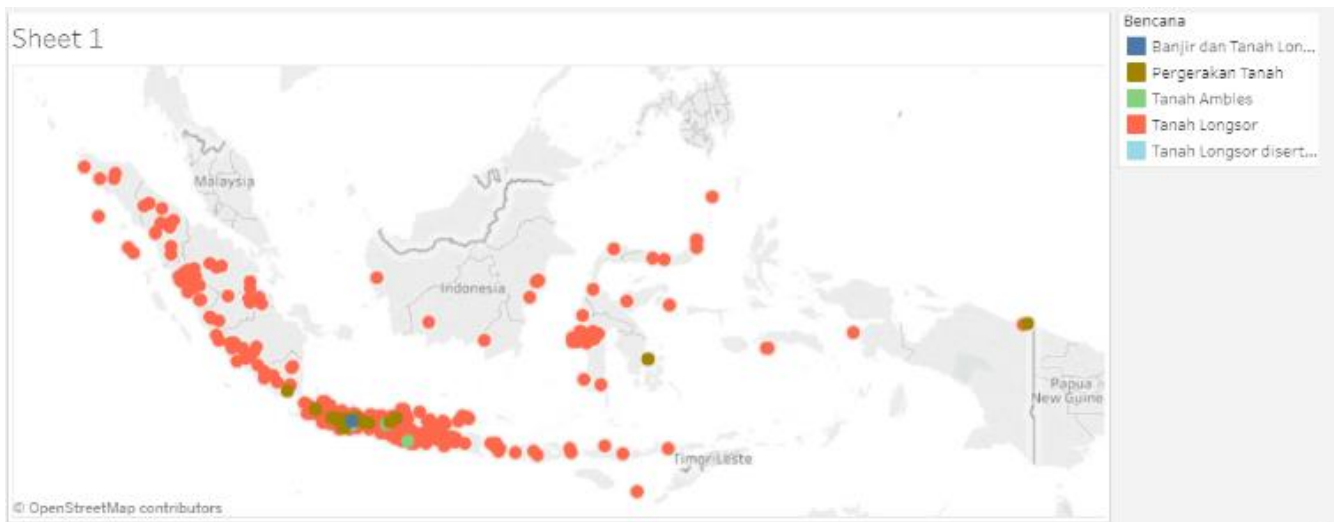 Sheet 1
Bencana
Banjir dan Tanah Lon...
Pergerakan Tanah
Tanah Ambles
Tanah Longsor
Tanah Longsor disert...
Malaysia
Indonesia
Papua
New Guine
Timor-Leste
© OpenStreetMap contributors